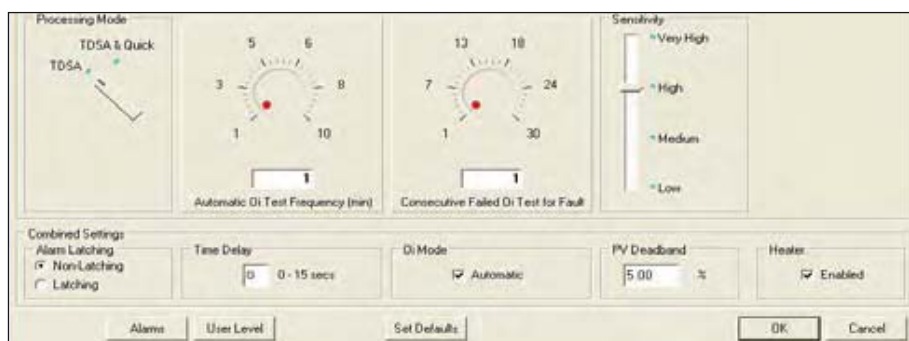 Processing Mode
TDSA & Quick
TDSA
5 6
3 8
1 10
1
Automatic Oi Test Frequency (min)
13 18
7 24
1 30
1
Consecutive Failed Oi Test for Fault
Sensitivity
Very High
High
Medium
Low
Combined Settings
Alarm Latching
Non-Latching
Latching
Time Delay
0 0 - 15 secs
Oi Mode
Automatic
PV Deadband
5.00 %
Heater
Enabled
Alarms User Level Set Defaults OK Cancel